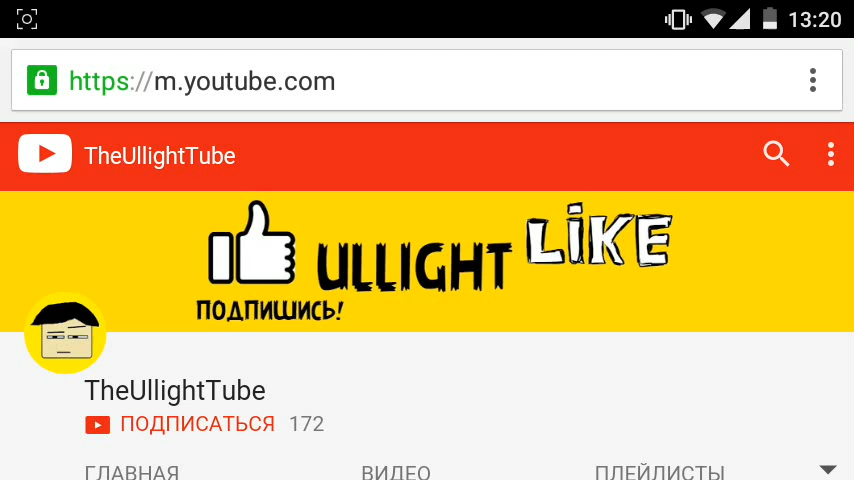 13:20
https://m.youtube.com
TheUllightTube
ULLIGHT LiKE
ПОДПИШИСЬ!
TheUllightTube
ПОДПИСАТЬСЯ 172
ГЛАВНАЯ ВИДЕО ПЛЕЙЛИСТЫ